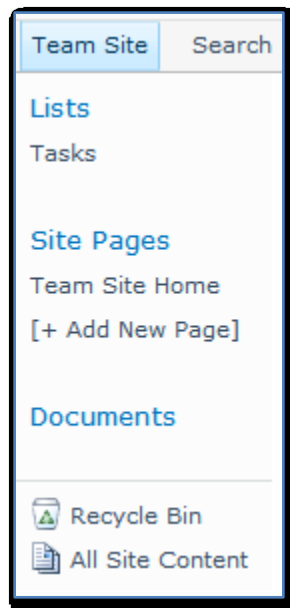 Team Site Search
Lists
Tasks
Site Pages
Team Site Home
[+ Add New Page]
Documents
Recycle Bin
All Site Content